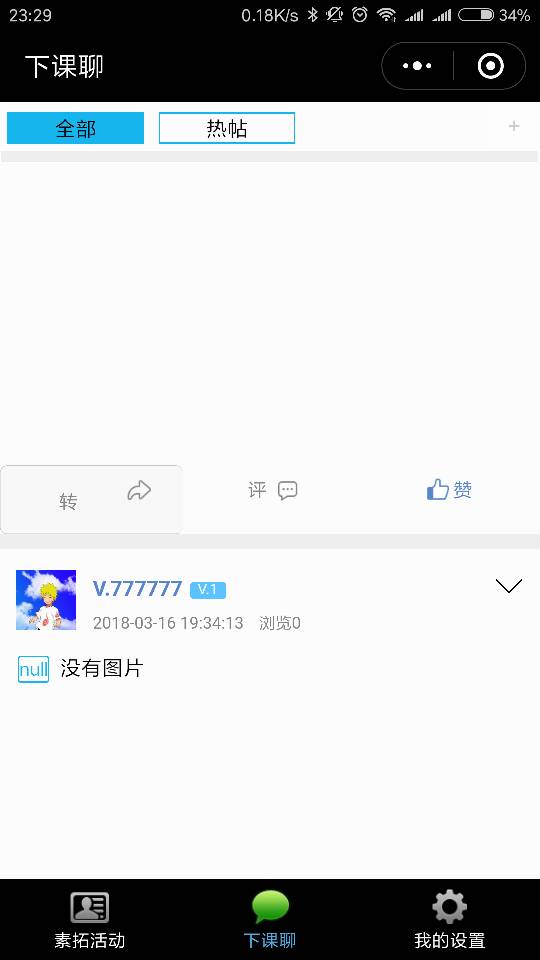 23:29 0.18K/s 34%
下课聊
全部 热帖 +
转 评 赞
V.777777 V.1
2018-03-16 19:34:13 浏览0
null 没有图片
素拓活动 下课聊 我的设置